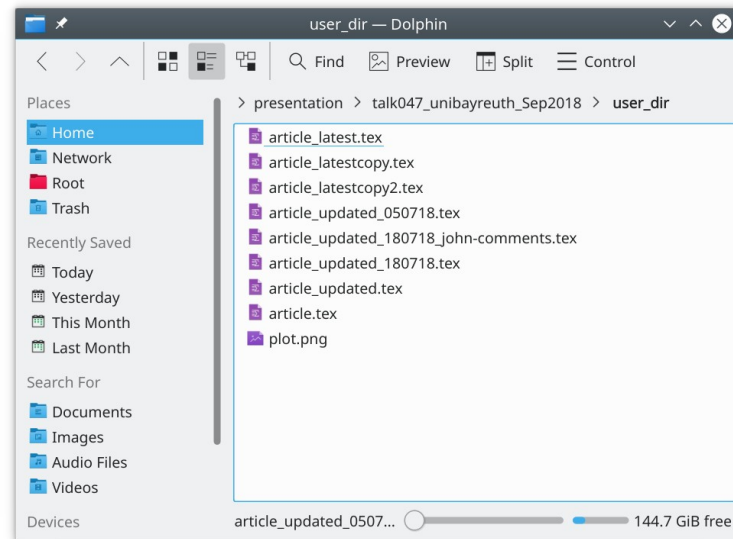 user_dir — Dolphin
Find Preview Split Control
Places
Home
Network
Root
Trash
Recently Saved
Today
Yesterday
This Month
Last Month
Search For
Documents
Images
Audio Files
Videos
Devices
> presentation > talk047_unibayreuth_Sep2018 > user_dir
article_latest.tex
article_latestcopy.tex
article_latestcopy2.tex
article_updated_050718.tex
article_updated_180718_john-comments.tex
article_updated_180718.tex
article_updated.tex
article.tex
plot.png
article_updated_0507... 144.7 GiB free